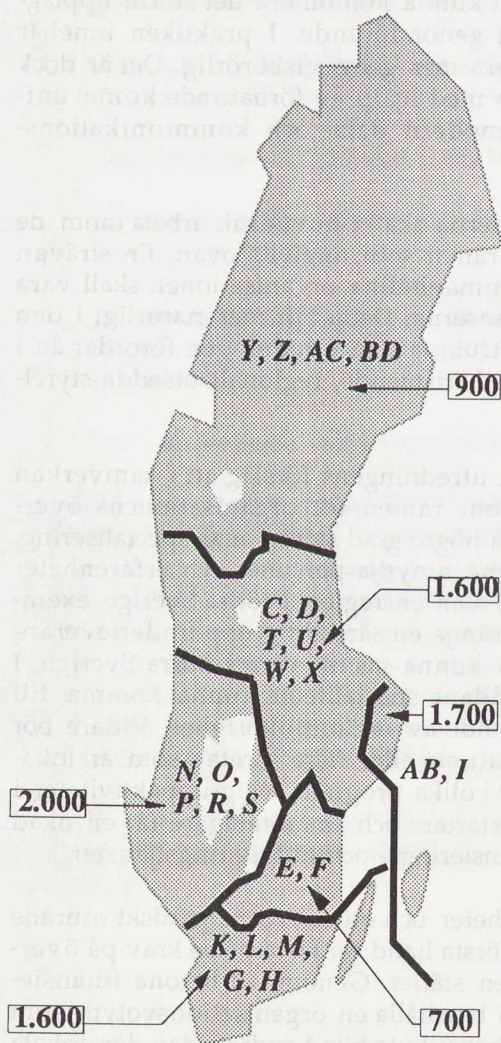 Y, Z, AC, BD
900
1.600
C, D,
T, U,
W, X
1.700
AB, I
N, O,
P, R, S
2.000
E, F
K, L, M,
G, H
1.600
700